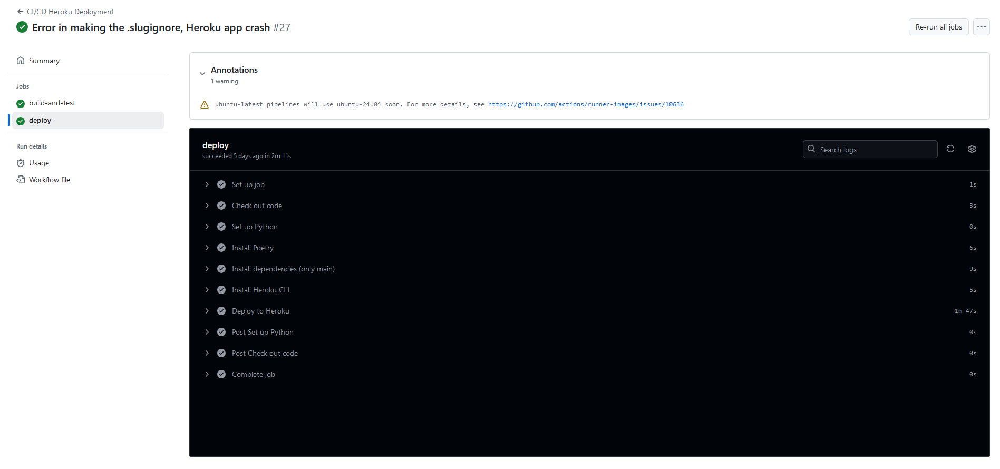 CI/CD Heroku Deployment
Error in making the .slugignore, Heroku app crash #27
Re-run all jobs
Summary
Jobs
build-and-test
deploy
Run details
Usage
Workflow file
Annotations
1 warning
ubuntu-latest pipelines will use ubuntu-24.04 soon. For more details, see https://github.com/actions/runner-images/issues/10636
deploy
succeeded 5 days ago in 2m 11s
Search logs
Set up job 1s
Check out code 3s
Set up Python 0s
Install Poetry 6s
Install dependencies (only main) 9s
Install Heroku CLI 5s
Deploy to Heroku 1m 47s
Post Set up Python 0s
Post Check out code 0s
Complete job 0s